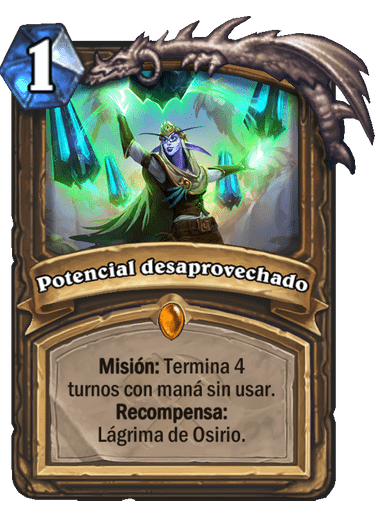 1
Potencial desaprovechado
Misión: Termina 4
turnos con maná sin usar.
Recompensa:
Lágrima de Osirio.